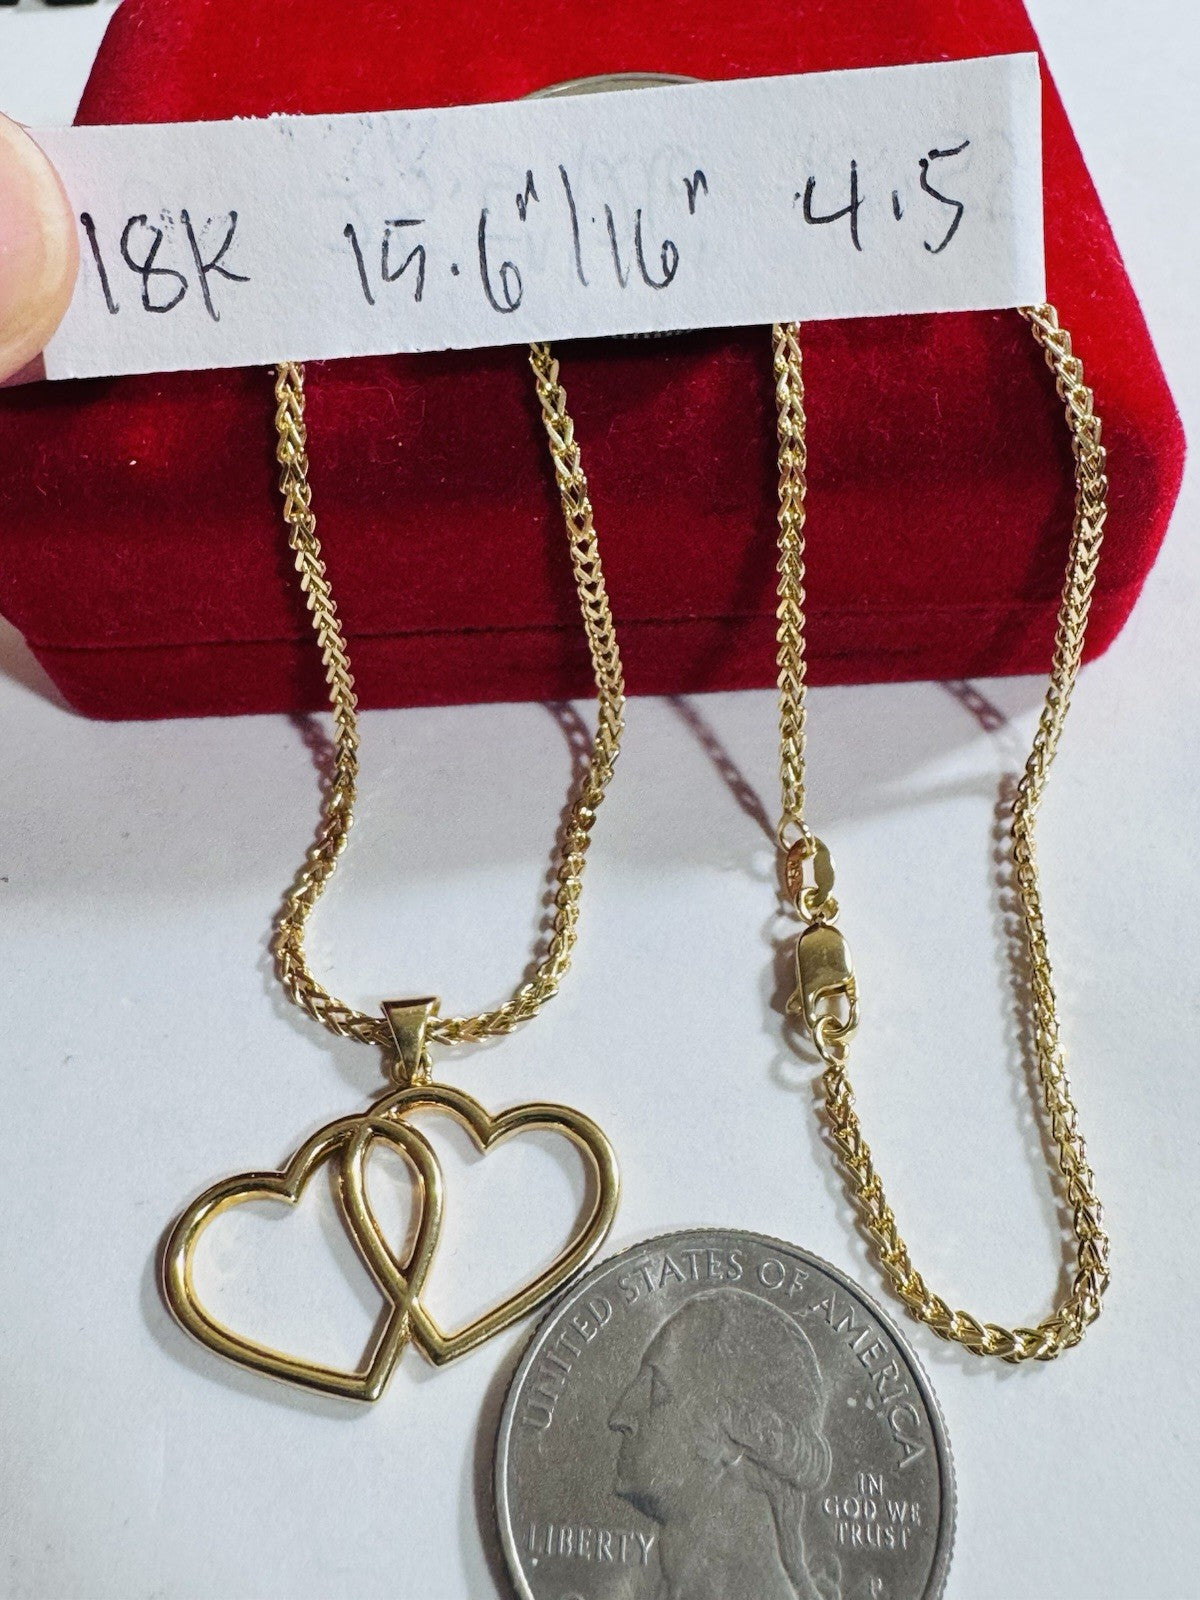 18K 15.6"/16" 4.5
UNITED STATES OF AMERICA
LIBERTY
IN
GOD WE
TRUST
P